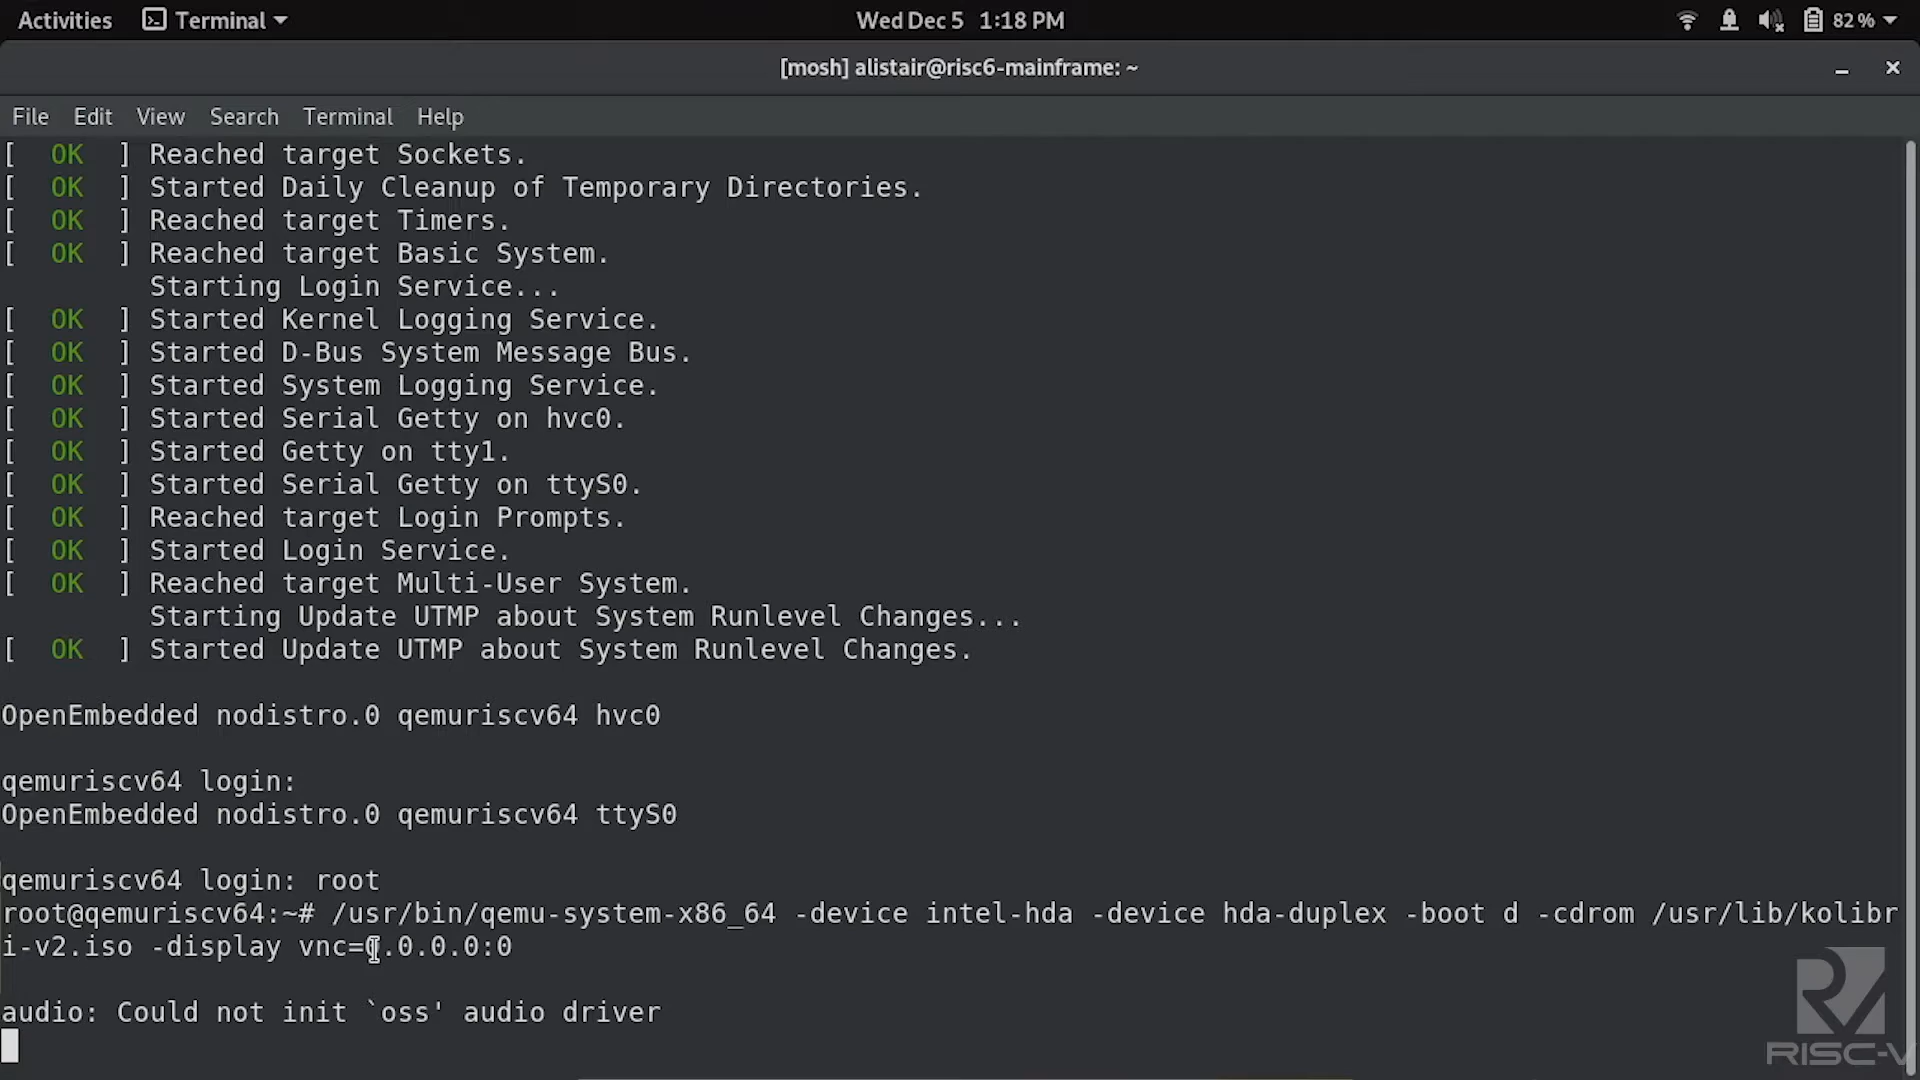 Activities Terminal Wed Dec 5 1:18 PM 82 %
[mosh] alistair@risc6-mainframe: ~
File Edit View Search Terminal Help
[  OK  ] Reached target Sockets.
[  OK  ] Started Daily Cleanup of Temporary Directories.
[  OK  ] Reached target Timers.
[  OK  ] Reached target Basic System.
         Starting Login Service...
[  OK  ] Started Kernel Logging Service.
[  OK  ] Started D-Bus System Message Bus.
[  OK  ] Started System Logging Service.
[  OK  ] Started Serial Getty on hvc0.
[  OK  ] Started Getty on tty1.
[  OK  ] Started Serial Getty on ttyS0.
[  OK  ] Reached target Login Prompts.
[  OK  ] Started Login Service.
[  OK  ] Reached target Multi-User System.
         Starting Update UTMP about System Runlevel Changes...
[  OK  ] Started Update UTMP about System Runlevel Changes.
OpenEmbedded nodistro.0 qemuriscv64 hvc0
qemuriscv64 login:
OpenEmbedded nodistro.0 qemuriscv64 ttyS0
qemuriscv64 login: root
root@qemuriscv64:~# /usr/bin/qemu-system-x86_64 -device intel-hda -device hda-duplex -boot d -cdrom /usr/lib/kolibr
i-v2.iso -display vnc=0.0.0.0:0
audio: Could not init `oss' audio driver
RISC-V